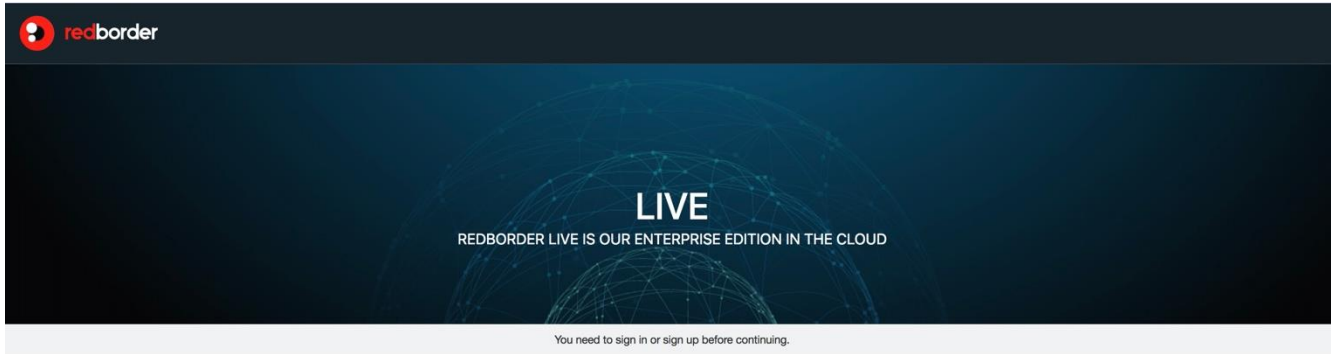 redborder
LIVE
REDBORDER LIVE IS OUR ENTERPRISE EDITION IN THE CLOUD
You need to sign in or sign up before continuing.